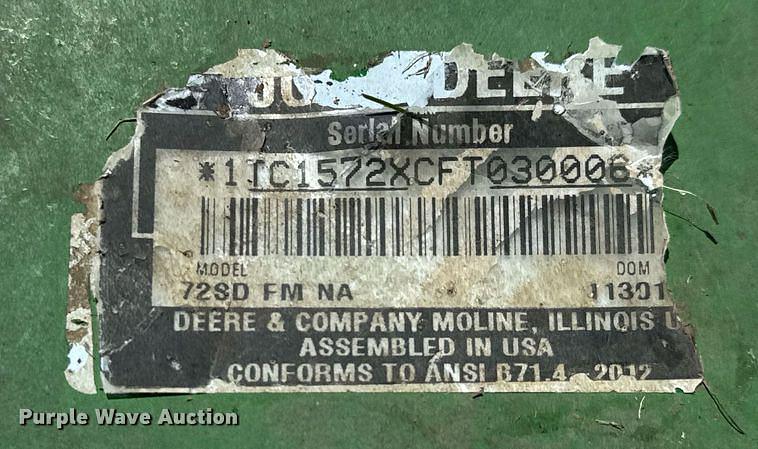 DEERE
Serial Number
*1TC1572XCFT030006*
MODEL DOM
72SD FM NA 11301
DEERE & COMPANY MOLINE, ILLINOIS U
ASSEMBLED IN USA
CONFORMS TO ANSI B71.4 - 2012
Purple Wave Auction